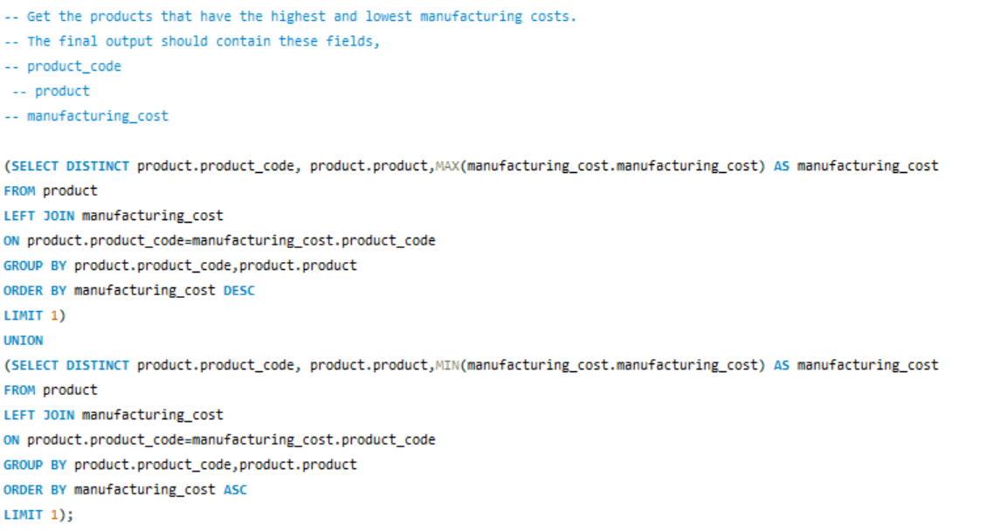 -- Get the products that have the highest and lowest manufacturing costs.
-- The final output should contain these fields,
-- product_code
-- product
-- manufacturing_cost
(SELECT DISTINCT product.product_code, product.product,MAX(manufacturing_cost.manufacturing_cost) AS manufacturing_cost
FROM product
LEFT JOIN manufacturing_cost
ON product.product_code=manufacturing_cost.product_code
GROUP BY product.product_code,product.product
ORDER BY manufacturing_cost DESC
LIMIT 1)
UNION
(SELECT DISTINCT product.product_code, product.product,MIN(manufacturing_cost.manufacturing_cost) AS manufacturing_cost
FROM product
LEFT JOIN manufacturing_cost
ON product.product_code=manufacturing_cost.product_code
GROUP BY product.product_code,product.product
ORDER BY manufacturing_cost ASC
LIMIT 1);